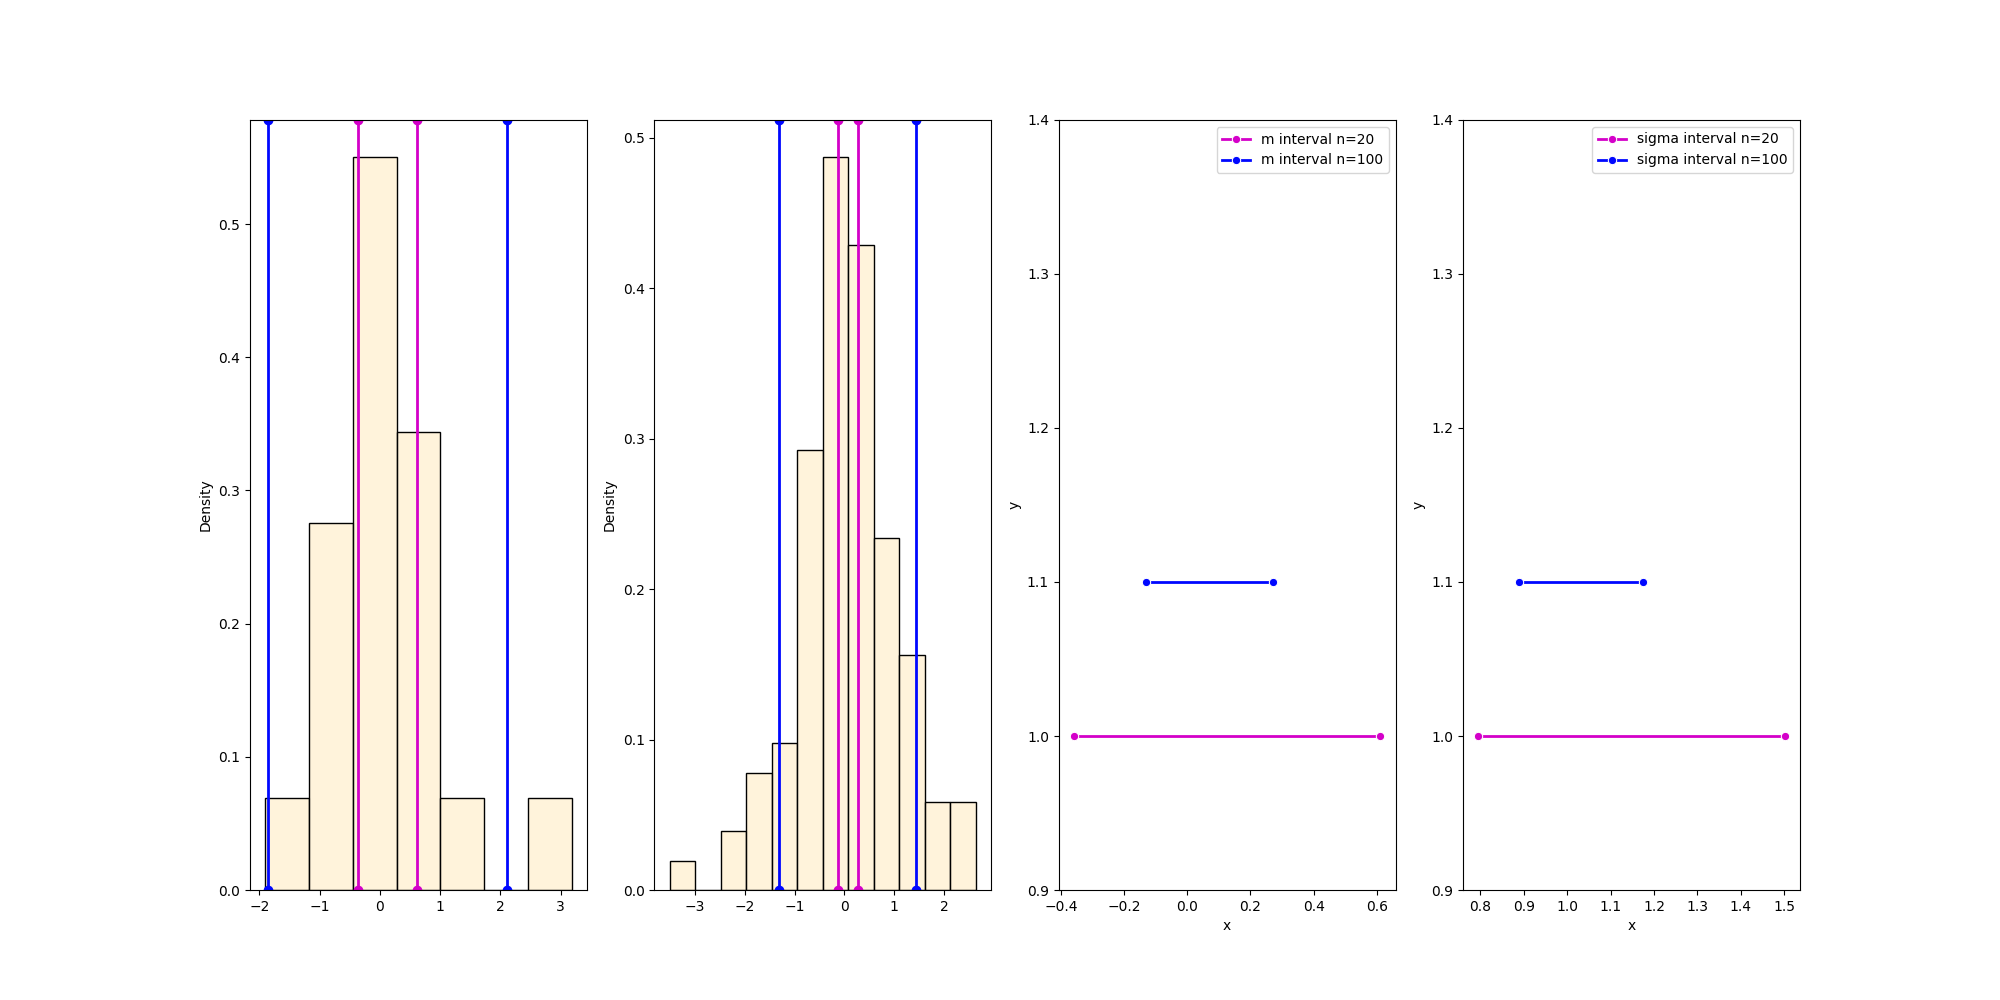 Density
0.5
0.4
0.3
0.2
0.1
0.0
−2 −1 0 1 2 3
Density
0.5
0.4
0.3
0.2
0.1
0.0
−3 −2 −1 0 1 2
m interval n=20
m interval n=100
y
1.4
1.3
1.2
1.1
1.0
0.9
−0.4 −0.2 0.0 0.2 0.4 0.6
x
sigma interval n=20
sigma interval n=100
y
1.4
1.3
1.2
1.1
1.0
0.9
0.8 0.9 1.0 1.1 1.2 1.3 1.4 1.5
x